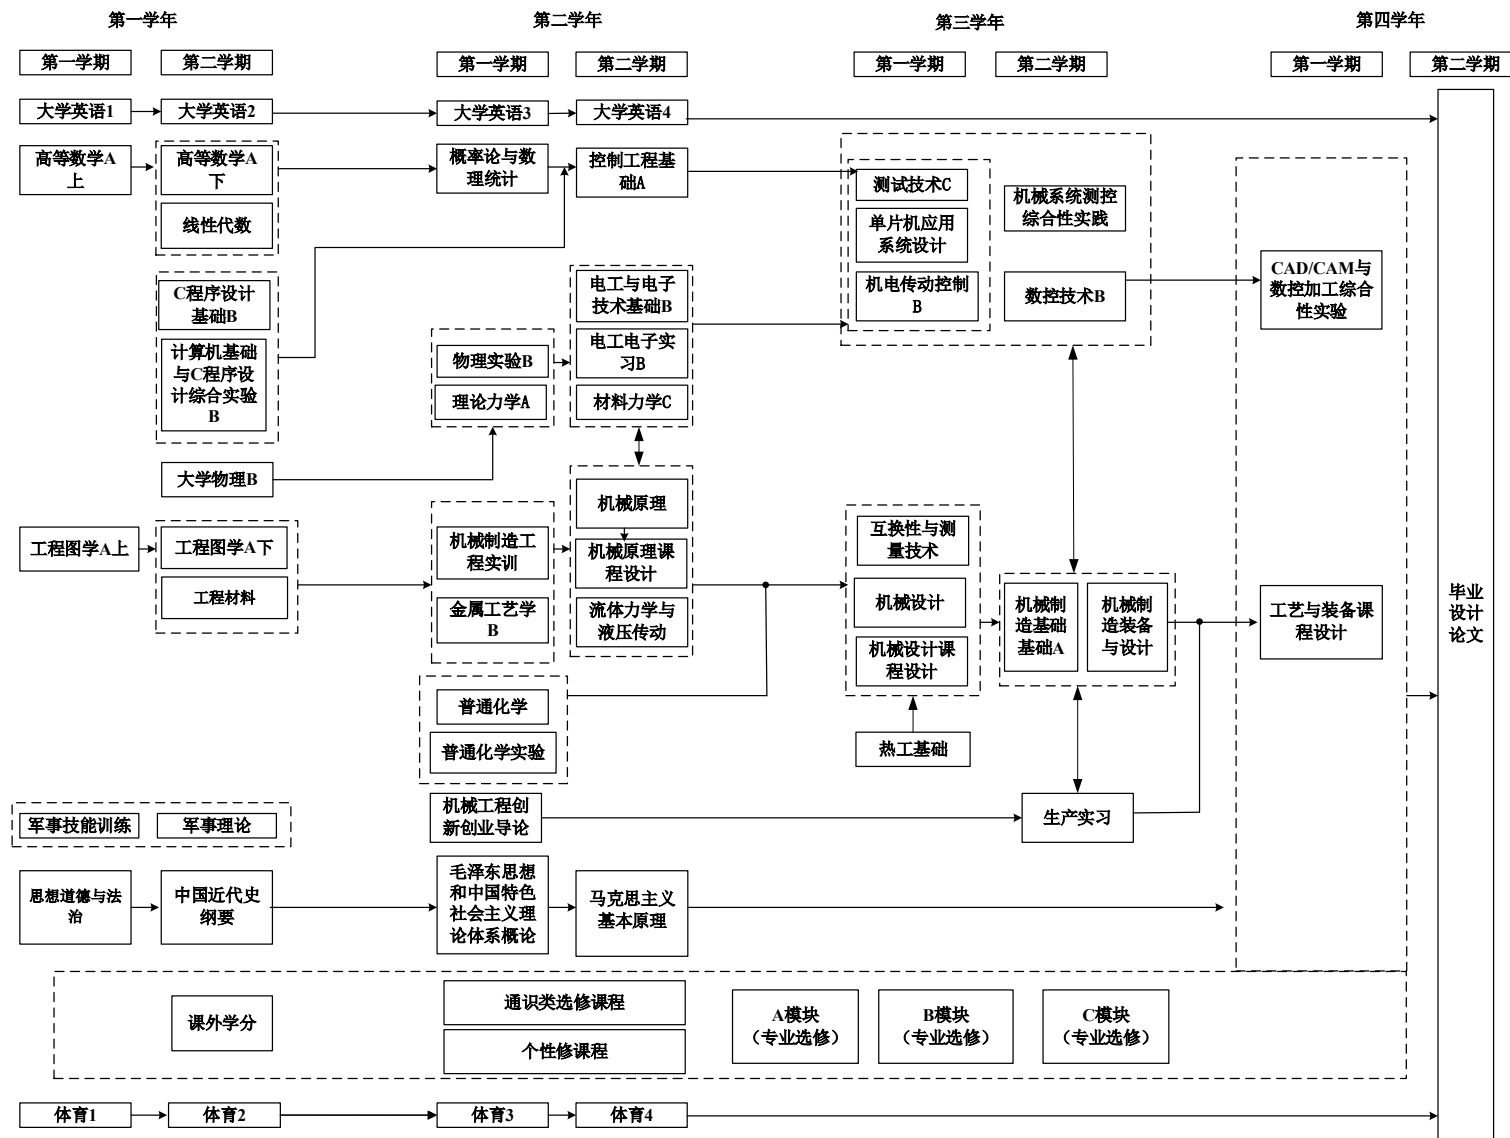 第一学年
第二学年
第三学年
第四学年
第一学期
第二学期
第一学期
第二学期
第一学期
第二学期
第一学期
第二学期
大学英语1
大学英语2
大学英语3
大学英语4
高等数学A
上
高等数学A
下
线性代数
概率论与数
理统计
控制工程基
础A
测试技术C
单片机应用
系统设计
机电传动控制
B
机械系统测控
综合性实践
数控技术B
CAD/CAM与
数控加工综合
性实验
C程序设计
基础B
计算机基础
与C程序设
计综合实验
B
电工与电子
技术基础B
电工电子实
习B
材料力学C
物理实验B
理论力学A
大学物理B
工程图学A上
工程图学A下
工程材料
机械制造工
程实训
金属工艺学
B
机械原理
机械原理课
程设计
流体力学与
液压传动
互换性与测
量技术
机械设计
机械设计课
程设计
机械制
造基础
基础A
机械制
造装备
与设计
工艺与装备课
程设计
毕业
设计
论文
普通化学
普通化学实验
热工基础
机械工程创
新创业导论
生产实习
军事技能训练
军事理论
思想道德与法
治
中国近代史
纲要
毛泽东思想
和中国特色
社会主义理
论体系概论
马克思主义
基本原理
课外学分
通识类选修课程
个性修课程
A模块
（专业选修）
B模块
（专业选修）
C模块
（专业选修）
体育1
体育2
体育3
体育4